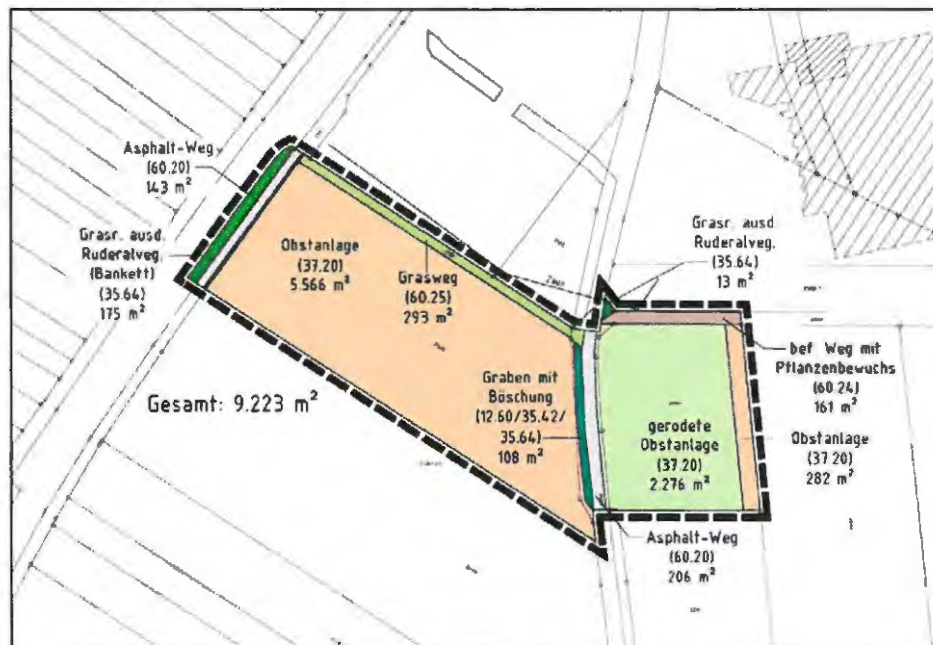 Asphalt-Weg
(60.20)
143 m²
Grasr. ausd.
Ruderalveg.
(Bankett)
(35.64)
175 m²
Obstanlage
(37.20)
5.566 m²
Grasweg
(60.25)
293 m²
Zaun
Grasr. ausd
Ruderalveg.
(35.64)
13 m²
Gesamt: 9.223 m²
Graben mit
Böschung
(12.60/35.42/
35.64)
108 m²
gerodete
Obstanlage
(37.20)
2.276 m²
bef Weg mit
Pflanzenbewuchs
(60.24)
161 m²
Obstanlage
(37.20)
282 m²
Asphalt-Weg
(60.20)
206 m²